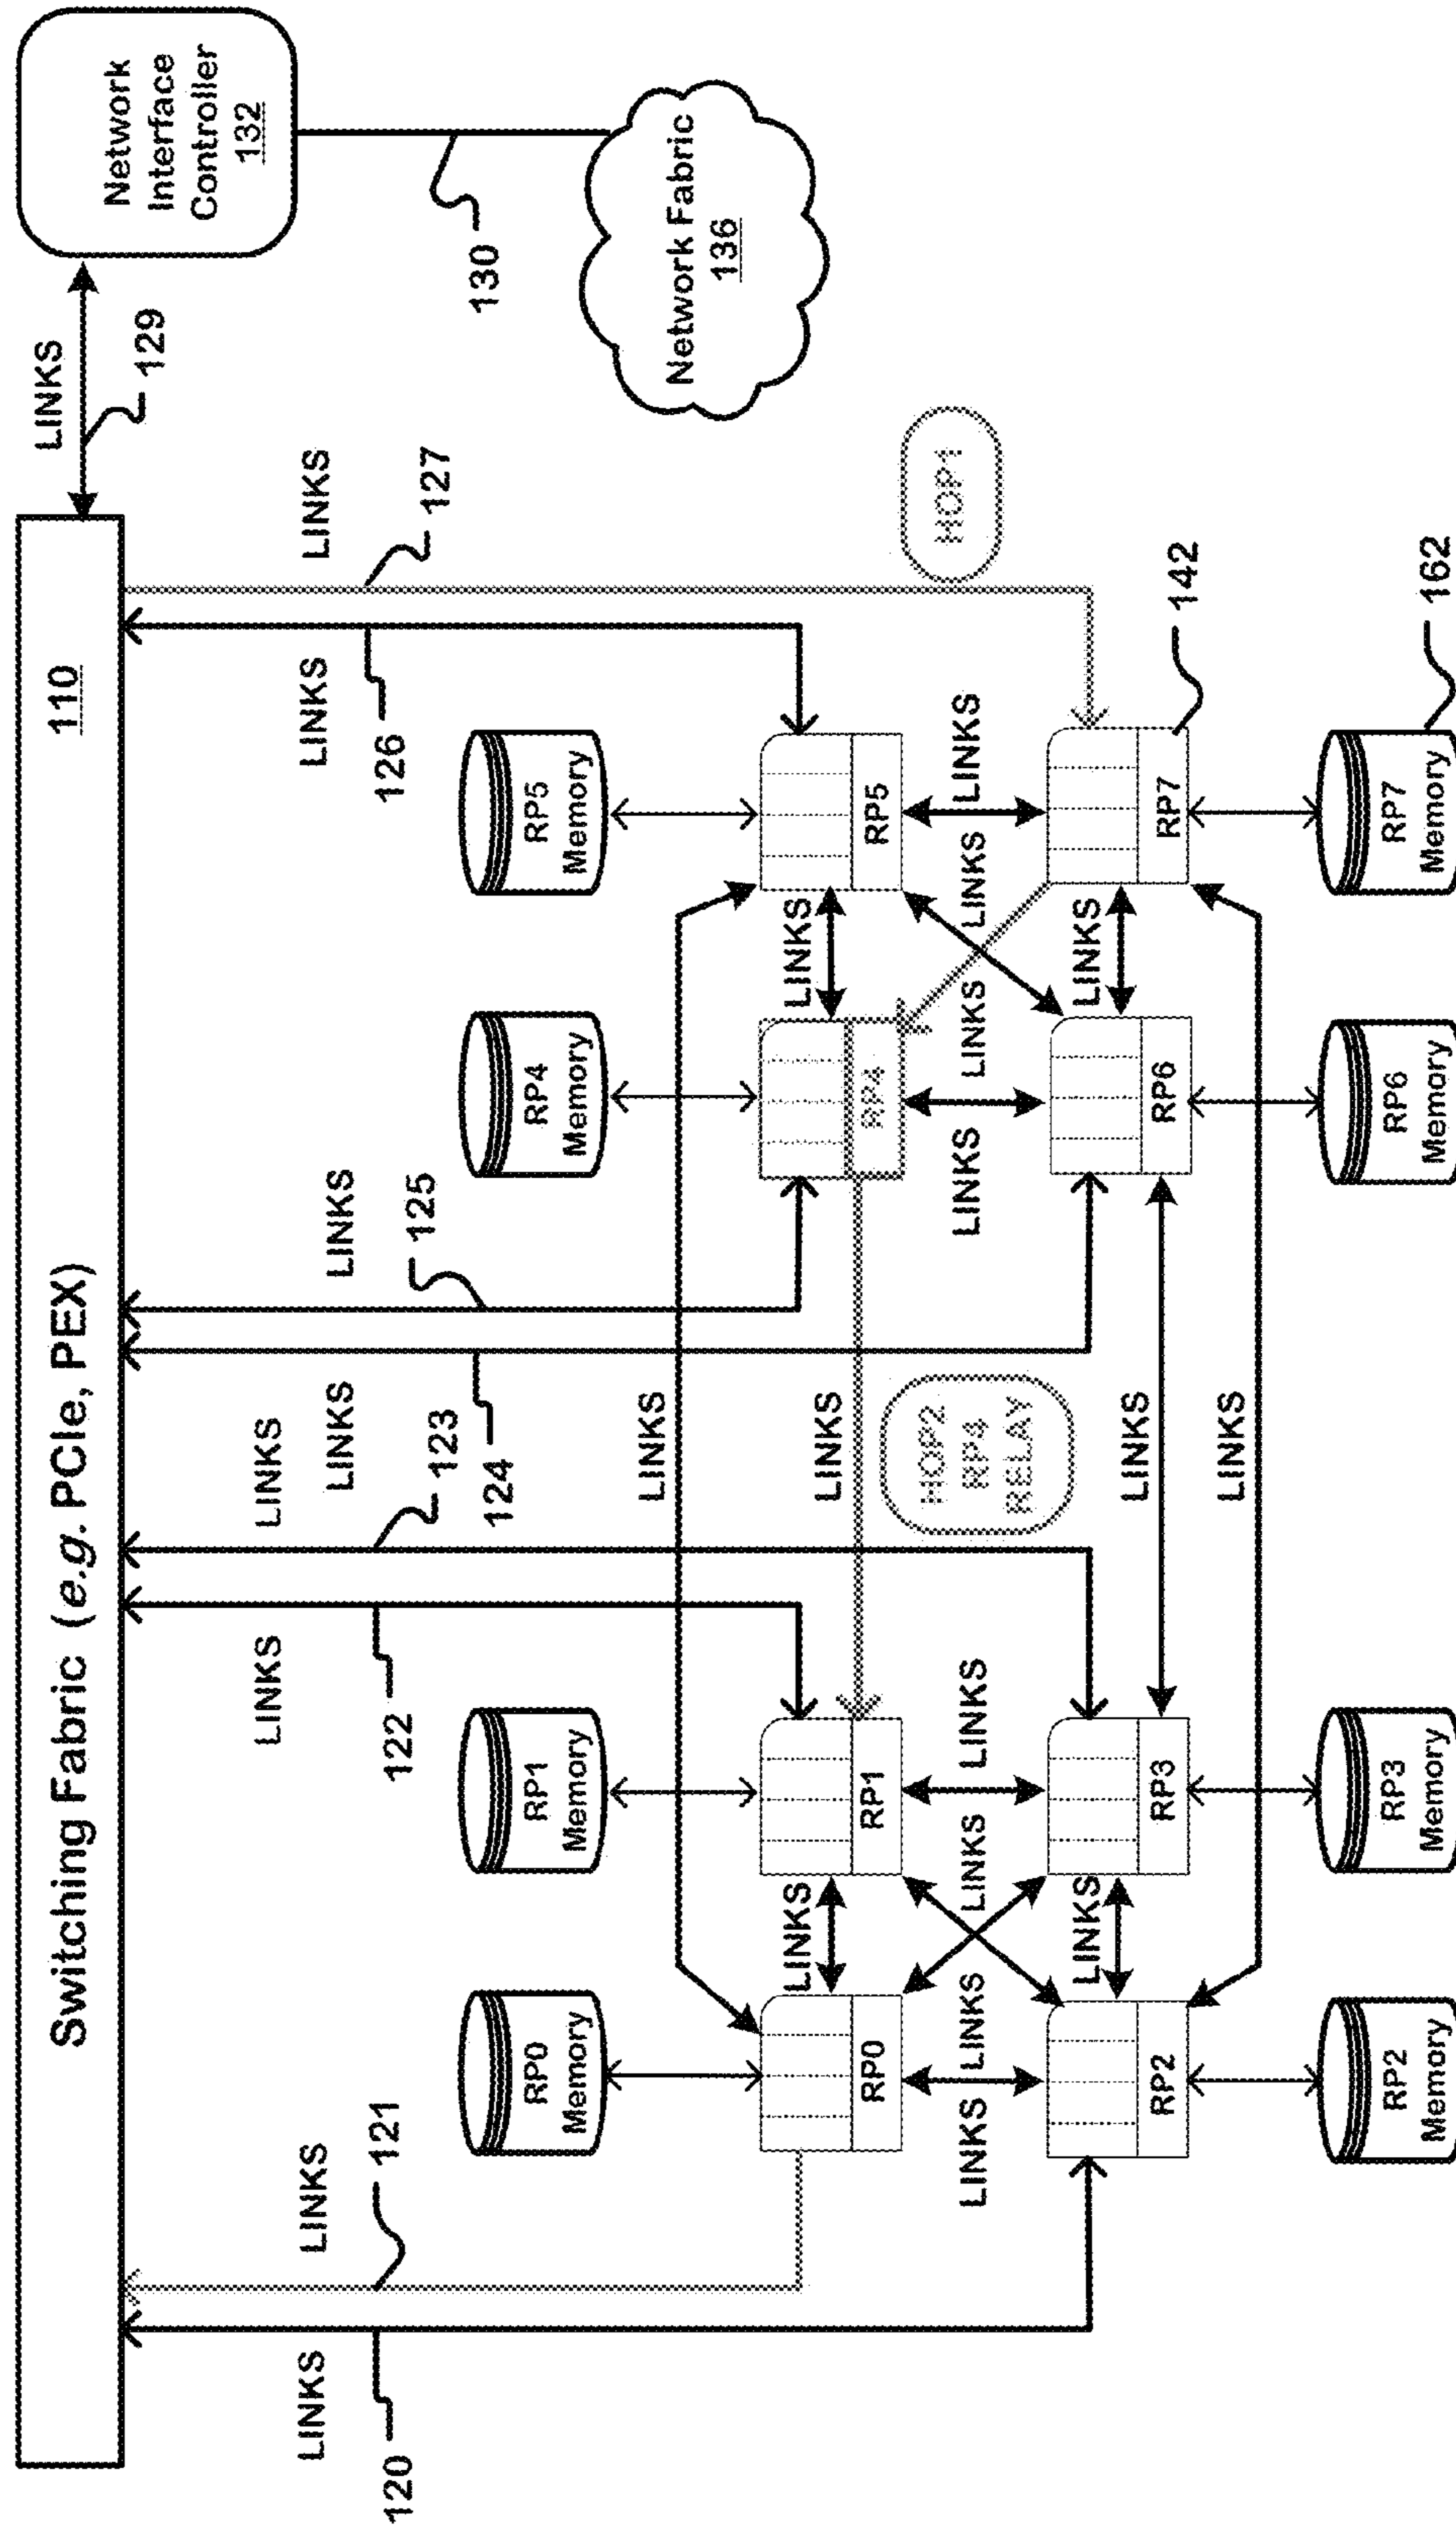 Switching Fabric (e.g. PCIe, PEX)
110
LINKS
129
Network
Interface
Controller
132
130
Network Fabric
136
LINKS
120
LINKS
121
LINKS
122
LINKS
123
LINKS
124
LINKS
125
LINKS
126
LINKS
127
RP0
Memory
RP1
Memory
RP4
Memory
RP5
Memory
LINKS
RP0
LINKS
RP1
LINKS
RP4
LINKS
RP5
HOP1
LINKS
LINKS
LINKS
LINKS
HOP2
RP4
RELAY
LINKS
LINKS
LINKS
LINKS
RP2
LINKS
RP3
LINKS
RP6
LINKS
RP7
142
LINKS
RP2
Memory
RP3
Memory
RP6
Memory
RP7
Memory
162